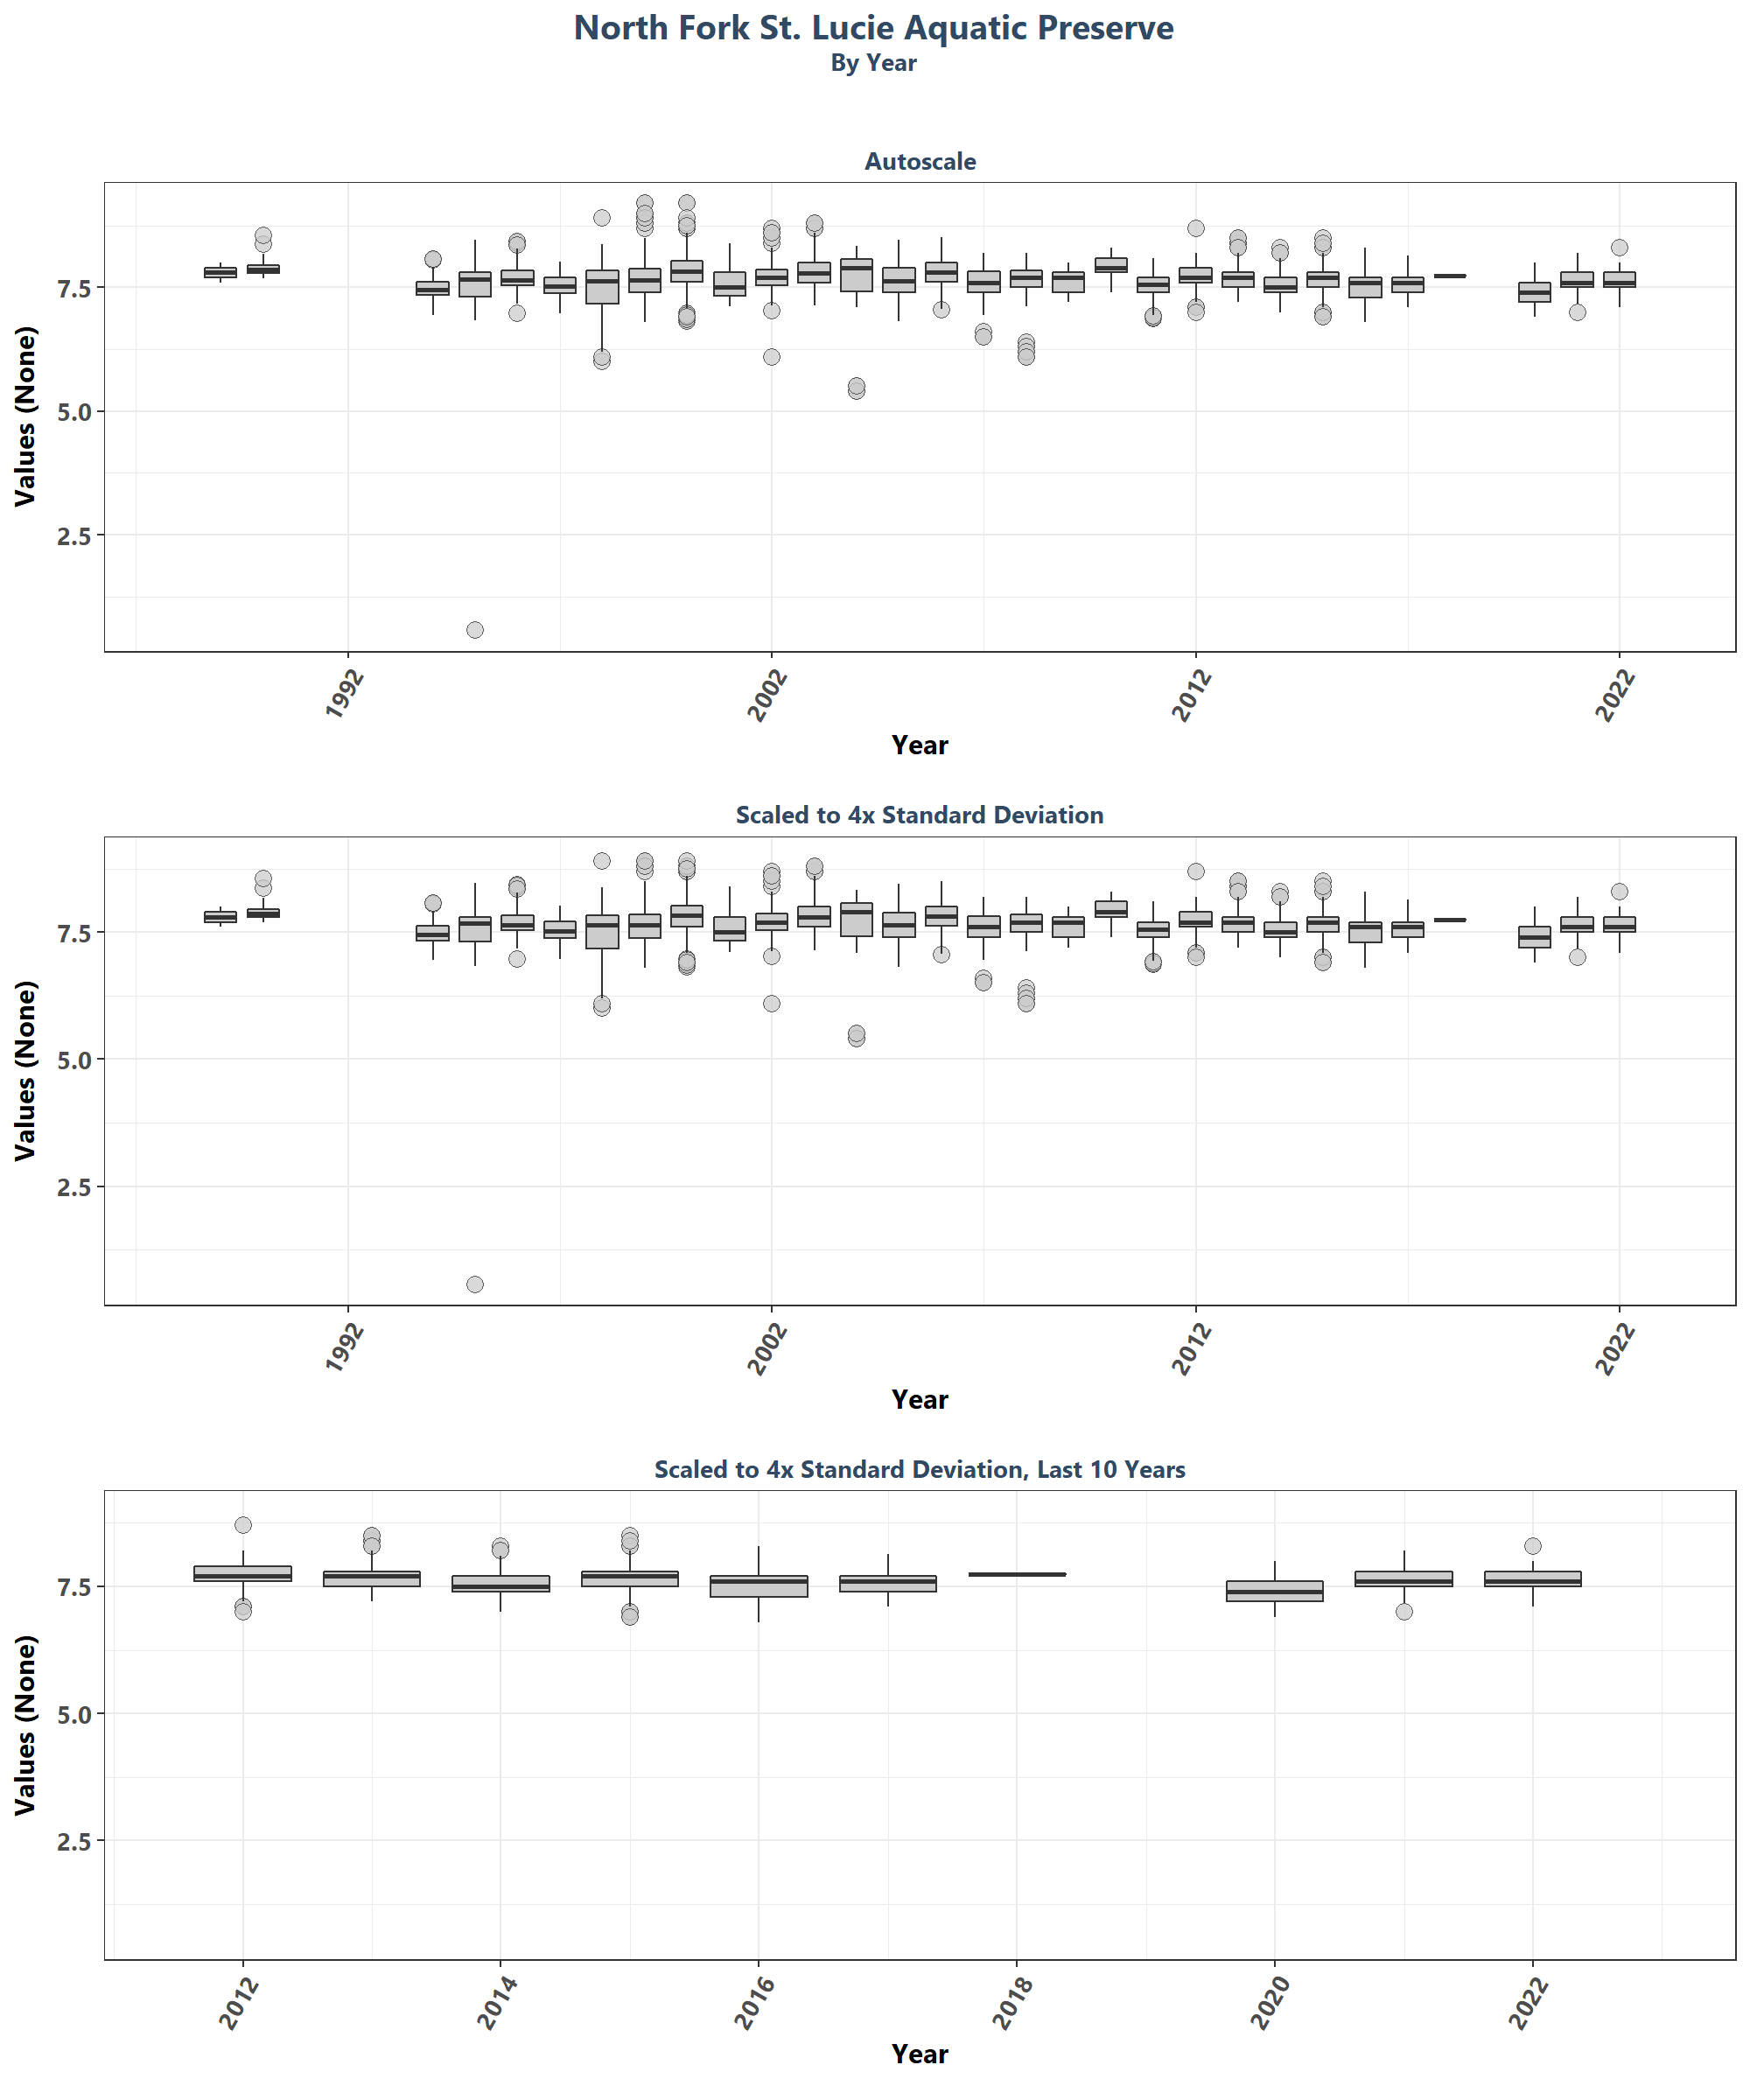 North Fork St. Lucie Aquatic Preserve
By Year
Autoscale
Values (None)
7.5
5.0
2.5
1992
2002
2012
2022
Year
Scaled to 4x Standard Deviation
Values (None)
7.5
5.0
2.5
1992
2002
2012
2022
Year
Scaled to 4x Standard Deviation, Last 10 Years
Values (None)
7.5
5.0
2.5
2012
2014
2016
2018
2020
2022
Year